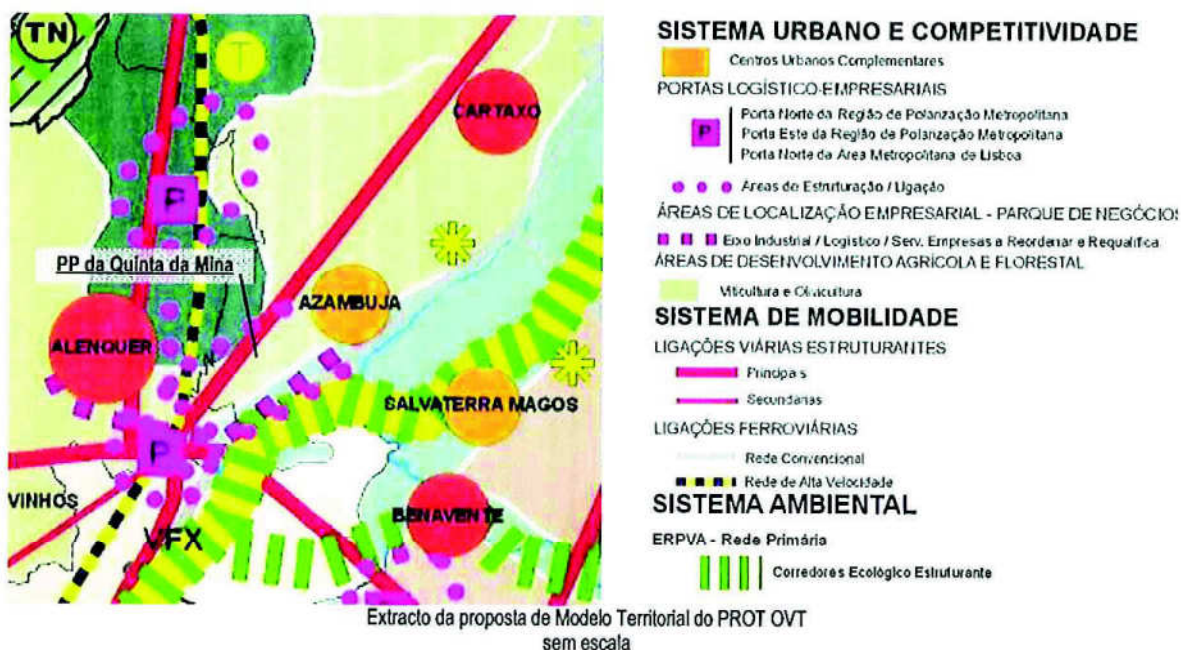 TN
T
CARTAXO
P
PP da Quinta da Mina
AZAMBUJA
ALENQUER
SALVATERRA MAGOS
P
VINHOS
BENAVENTE
VFX
SISTEMA URBANO E COMPETITIVIDADE
Centros Urbanos Complementares
PORTAS LOGÍSTICO-EMPRESARIAIS
P
Porta Norte da Região de Polarização Metropolitana
Porta Este da Região de Polarização Metropolitana
Porta Norte da Área Metropolitana de Lisboa
Áreas de Estruturação / Ligação
ÁREAS DE LOCALIZAÇÃO EMPRESARIAL - PARQUE DE NEGÓCIOS
Eixo Industrial / Logístico / Serv. Empresas a Reordenar e Requalifica
ÁREAS DE DESENVOLVIMENTO AGRÍCOLA E FLORESTAL
Viticultura e Olivicultura
SISTEMA DE MOBILIDADE
LIGAÇÕES VIÁRIAS ESTRUTURANTES
Principais
Secundárias
LIGAÇÕES FERROVIÁRIAS
Rede Convencional
Rede de Alta Velocidade
SISTEMA AMBIENTAL
ERPVA - Rede Primária
Corredores Ecológico Estruturante
Extracto da proposta de Modelo Territorial do PROT OVT
sem escala